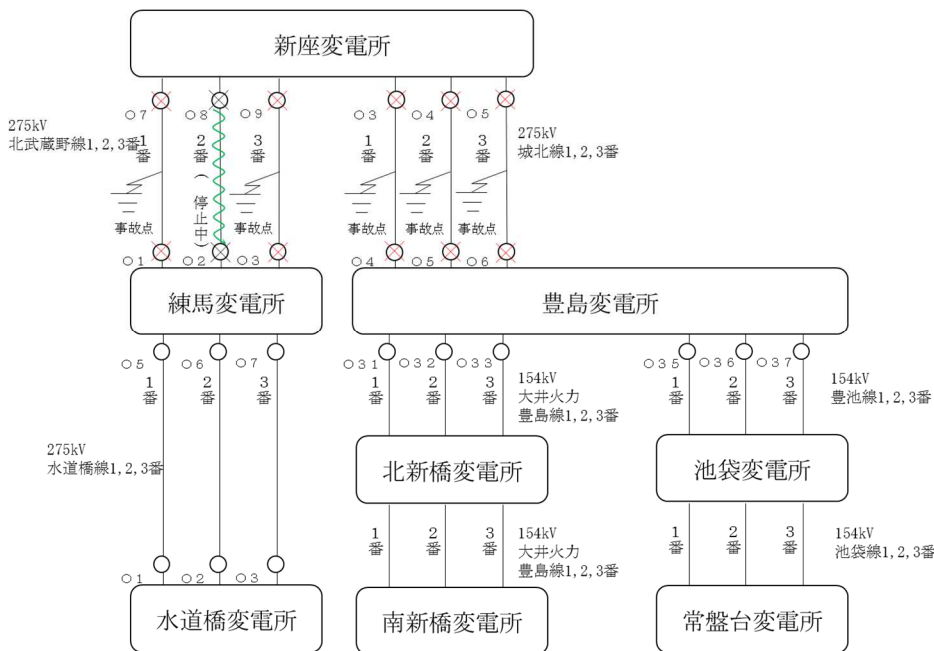 新座変電所
○7
○8
○9
○3
○4
○5
275kV
北武蔵野線1,2,3番
1番
2番（停止中）
3番
1番
2番
3番
275kV
城北線1,2,3番
事故点
事故点
事故点
事故点
事故点
○1
○2
○3
○4
○5
○6
練馬変電所
豊島変電所
○5
○6
○7
○31
○32
○33
○35
○36
○37
1番
2番
3番
1番
2番
3番
154kV
大井火力
豊島線1,2,3番
1番
2番
3番
154kV
豊池線1,2,3番
275kV
水道橋線1,2,3番
北新橋変電所
池袋変電所
1番
2番
3番
154kV
大井火力
豊島線1,2,3番
1番
2番
3番
154kV
池袋線1,2,3番
○1
○2
○3
水道橋変電所
南新橋変電所
常盤台変電所